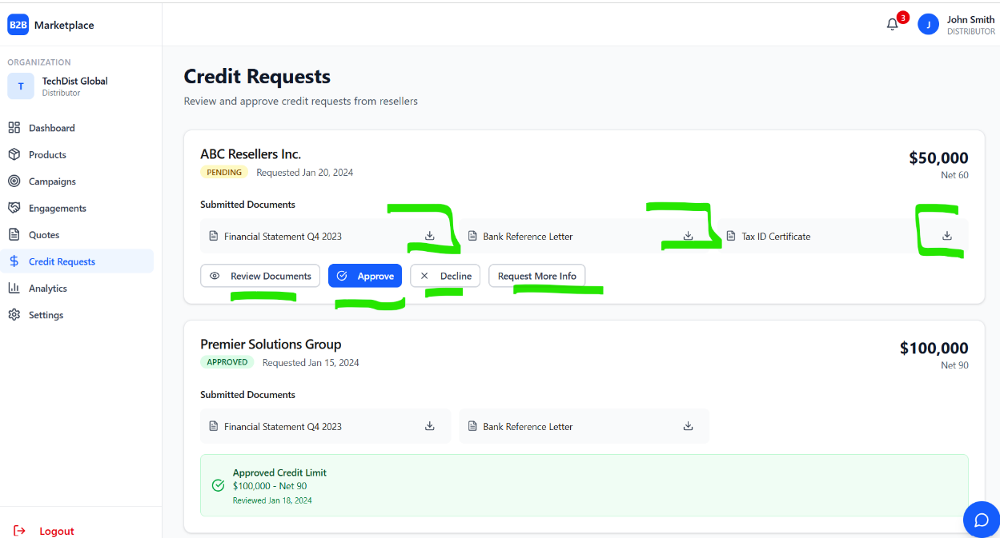 B2B Marketplace
3
J
John Smith
DISTRIBUTOR
ORGANIZATION
T
TechDist Global
Distributor
Dashboard
Products
Campaigns
Engagements
Quotes
Credit Requests
Analytics
Settings
Logout
Credit Requests
Review and approve credit requests from resellers
ABC Resellers Inc.
PENDING Requested Jan 20, 2024
$50,000
Net 60
Submitted Documents
Financial Statement Q4 2023
Bank Reference Letter
Tax ID Certificate
Review Documents
Approve
Decline
Request More Info
Premier Solutions Group
APPROVED Requested Jan 15, 2024
$100,000
Net 90
Submitted Documents
Financial Statement Q4 2023
Bank Reference Letter
Approved Credit Limit
$100,000 - Net 90
Reviewed Jan 18, 2024